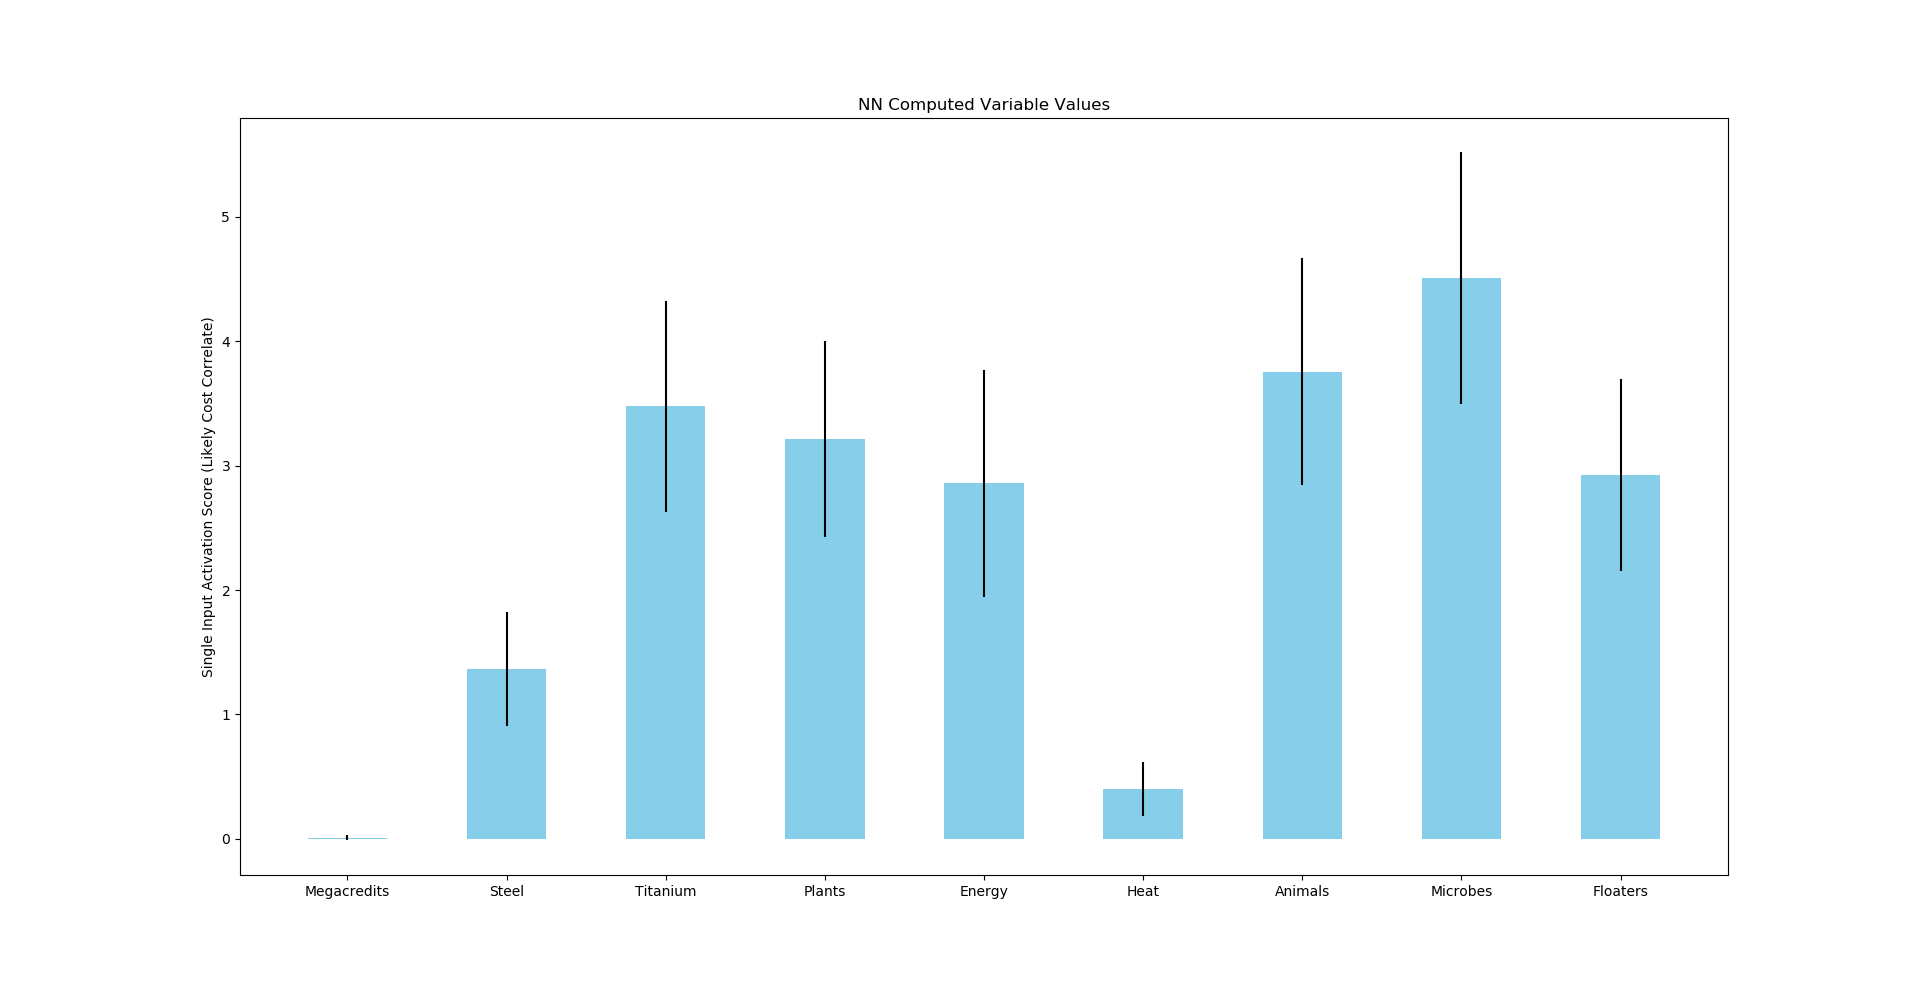 NN Computed Variable Values
Single Input Activation Score (Likely Cost Correlate)
5
4
3
2
1
0
Megacredits Steel Titanium Plants Energy Heat Animals Microbes Floaters